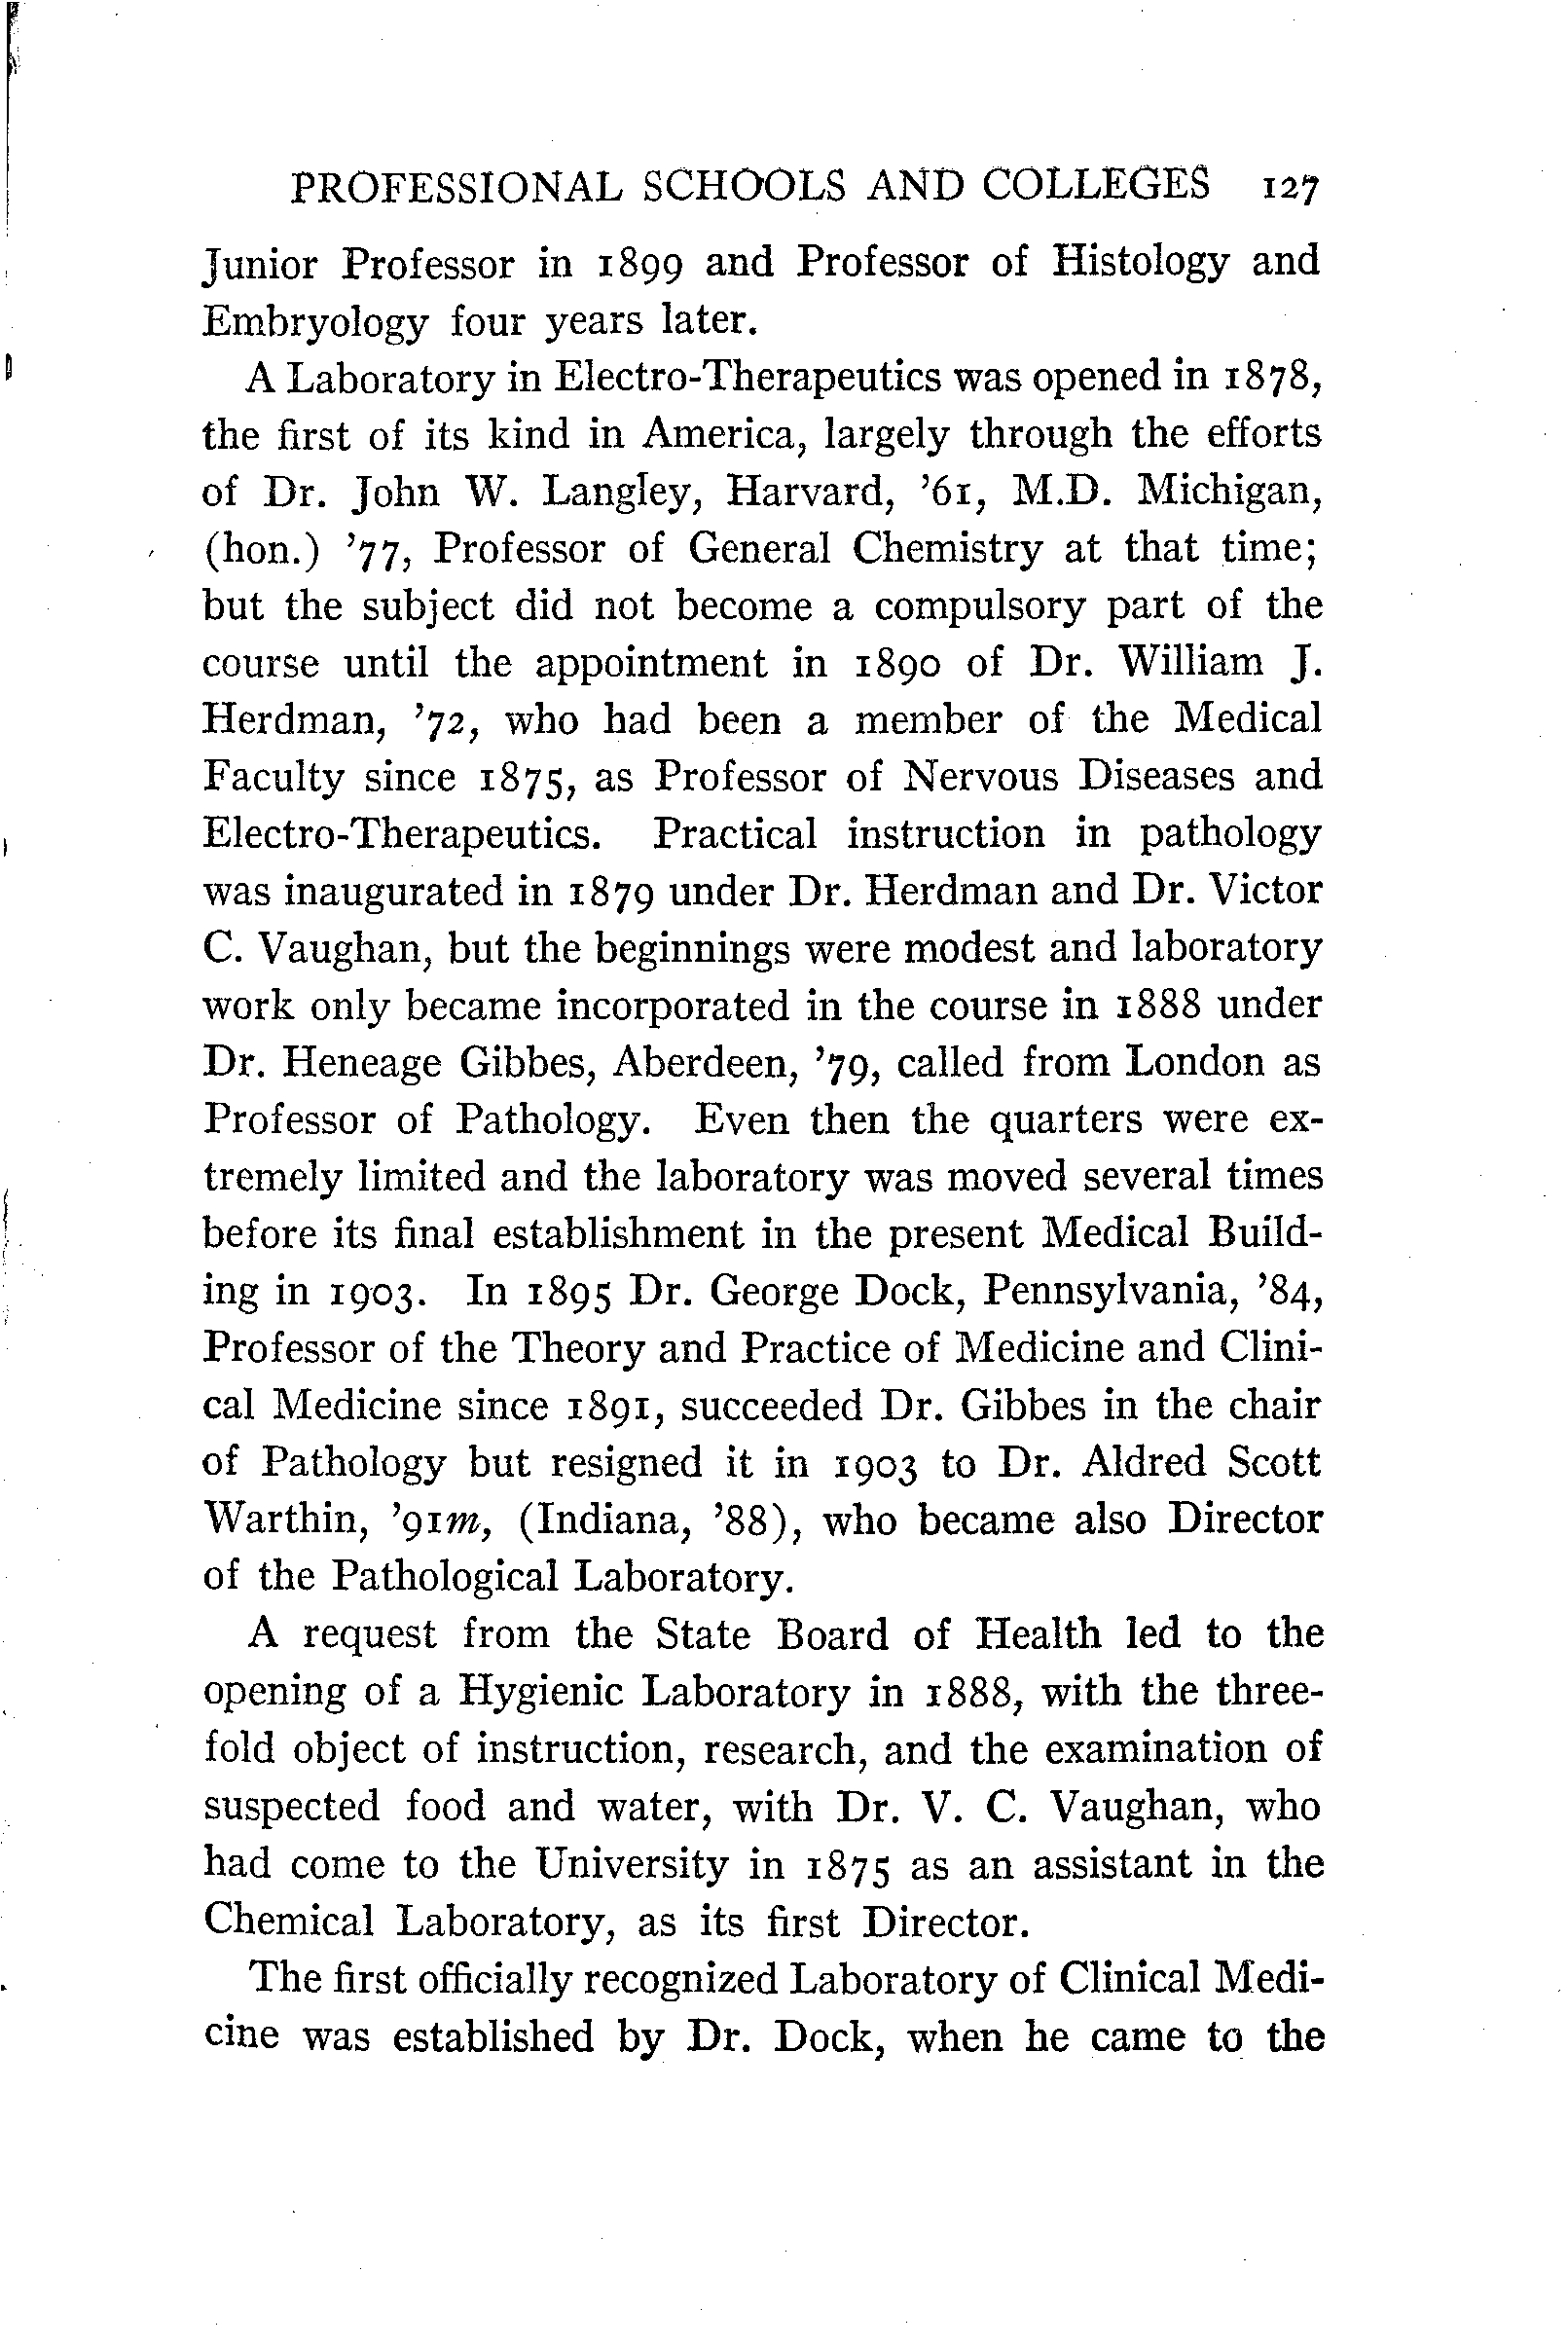 PROFESSIONAL SCHOOLS AND COLLEGES 127
Junior Professor in 1899 and Professor of Histology and
Embryology four years later.
A Laboratory in Electro-Therapeutics was opened in 1878,
the first of its kind in America, largely through the efforts
of Dr. John W. Langley, Harvard, '61, M.D. Michigan,
(hon.) '77, Professor of General Chemistry at that time;
but the subject did not become a compulsory part of the
course until the appointment in 1890 of Dr. William J.
Herdman, '72, who had been a member of the Medical
Faculty since 1875, as Professor of Nervous Diseases and
Electro-Therapeutics. Practical instruction in pathology
was inaugurated in 1879 under Dr. Herdman and Dr. Victor
C. Vaughan, but the beginnings were modest and laboratory
work only became incorporated in the course in 1888 under
Dr. Heneage Gibbes, Aberdeen, '79, called from London as
Professor of Pathology. Even then the quarters were ex-
tremely limited and the laboratory was moved several times
before its final establishment in the present Medical Build-
ing in 1903. In 1895 Dr. George Dock, Pennsylvania, '84,
Professor of the Theory and Practice of Medicine and Clini-
cal Medicine since 1891, succeeded Dr. Gibbes in the chair
of Pathology but resigned it in 1903 to Dr. Aldred Scott
Warthin, '91m, (Indiana, '88), who became also Director
of the Pathological Laboratory.
A request from the State Board of Health led to the
opening of a Hygienic Laboratory in 1888, with the three-
fold object of instruction, research, and the examination of
suspected food and water, with Dr. V. C. Vaughan, who
had come to the University in 1875 as an assistant in the
Chemical Laboratory, as its first Director.
The first officially recognized Laboratory of Clinical Medi-
cine was established by Dr. Dock, when he came to the